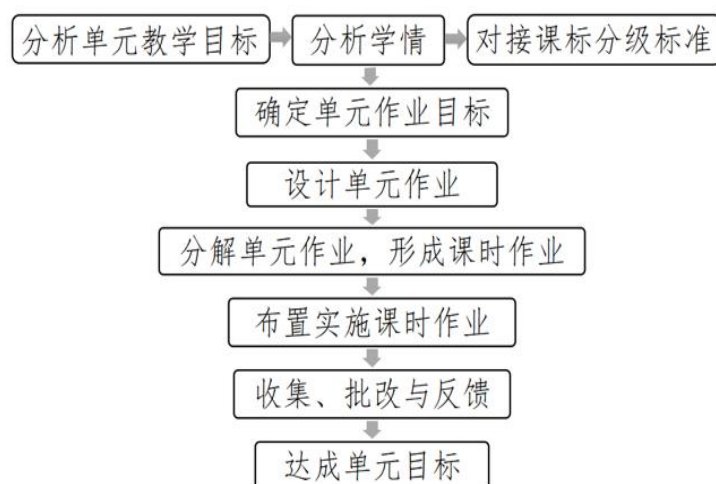 分析单元教学目标
分析学情
对接课标分级标准
确定单元作业目标
设计单元作业
分解单元作业，形成课时作业
布置实施课时作业
收集、批改与反馈
达成单元目标